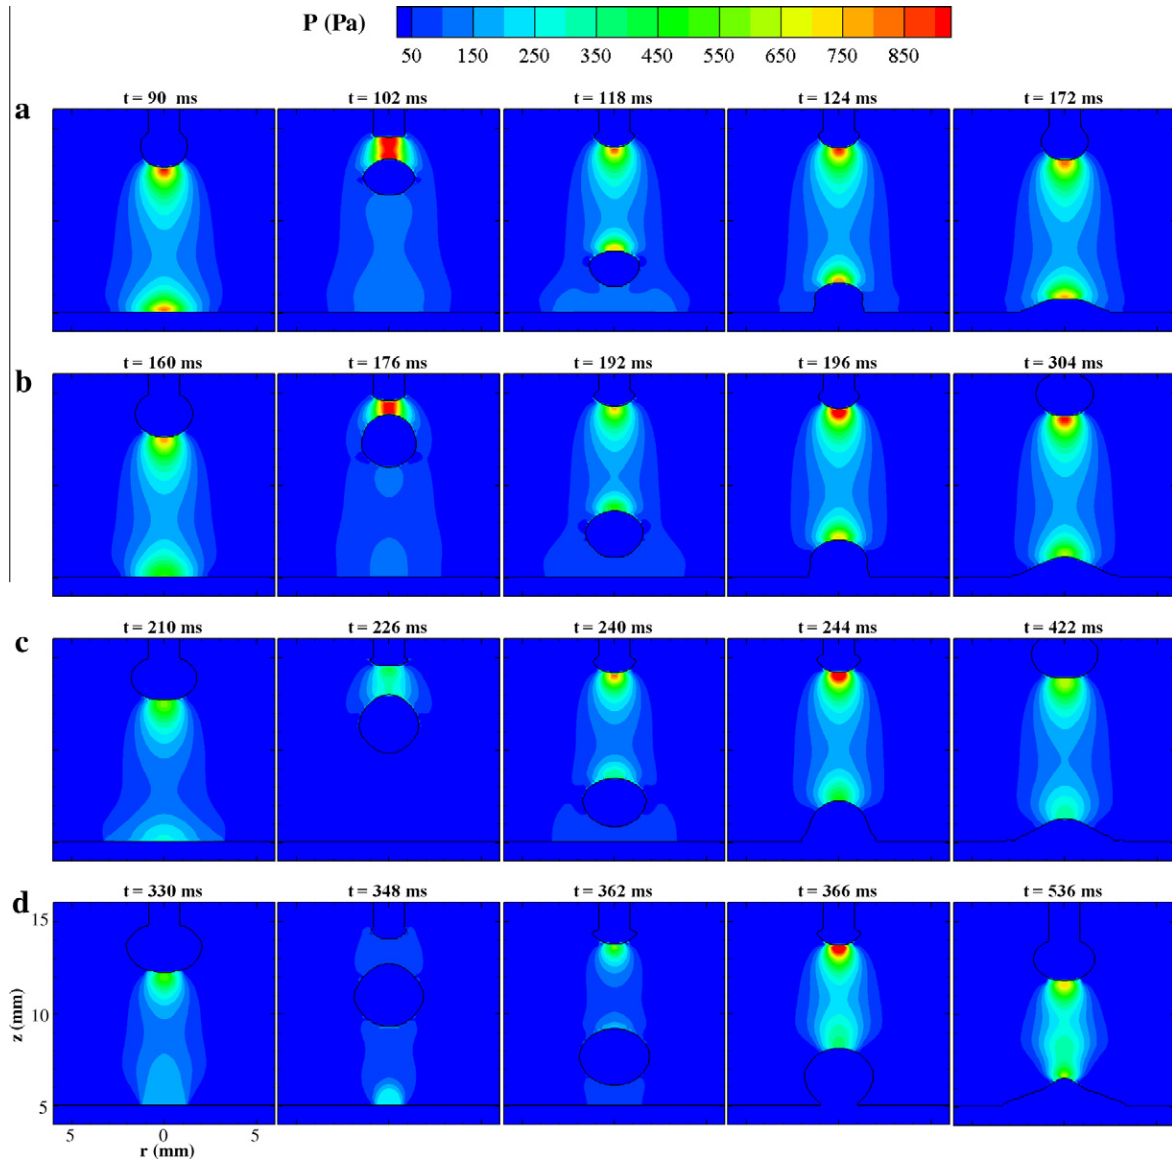 P (Pa)
50 150 250 350 450 550 650 750 850
a
t = 90 ms t = 102 ms t = 118 ms t = 124 ms t = 172 ms
b
t = 160 ms t = 176 ms t = 192 ms t = 196 ms t = 304 ms
c
t = 210 ms t = 226 ms t = 240 ms t = 244 ms t = 422 ms
d
t = 330 ms t = 348 ms t = 362 ms t = 366 ms t = 536 ms
15
10
5
z (mm)
5 0 5
r (mm)